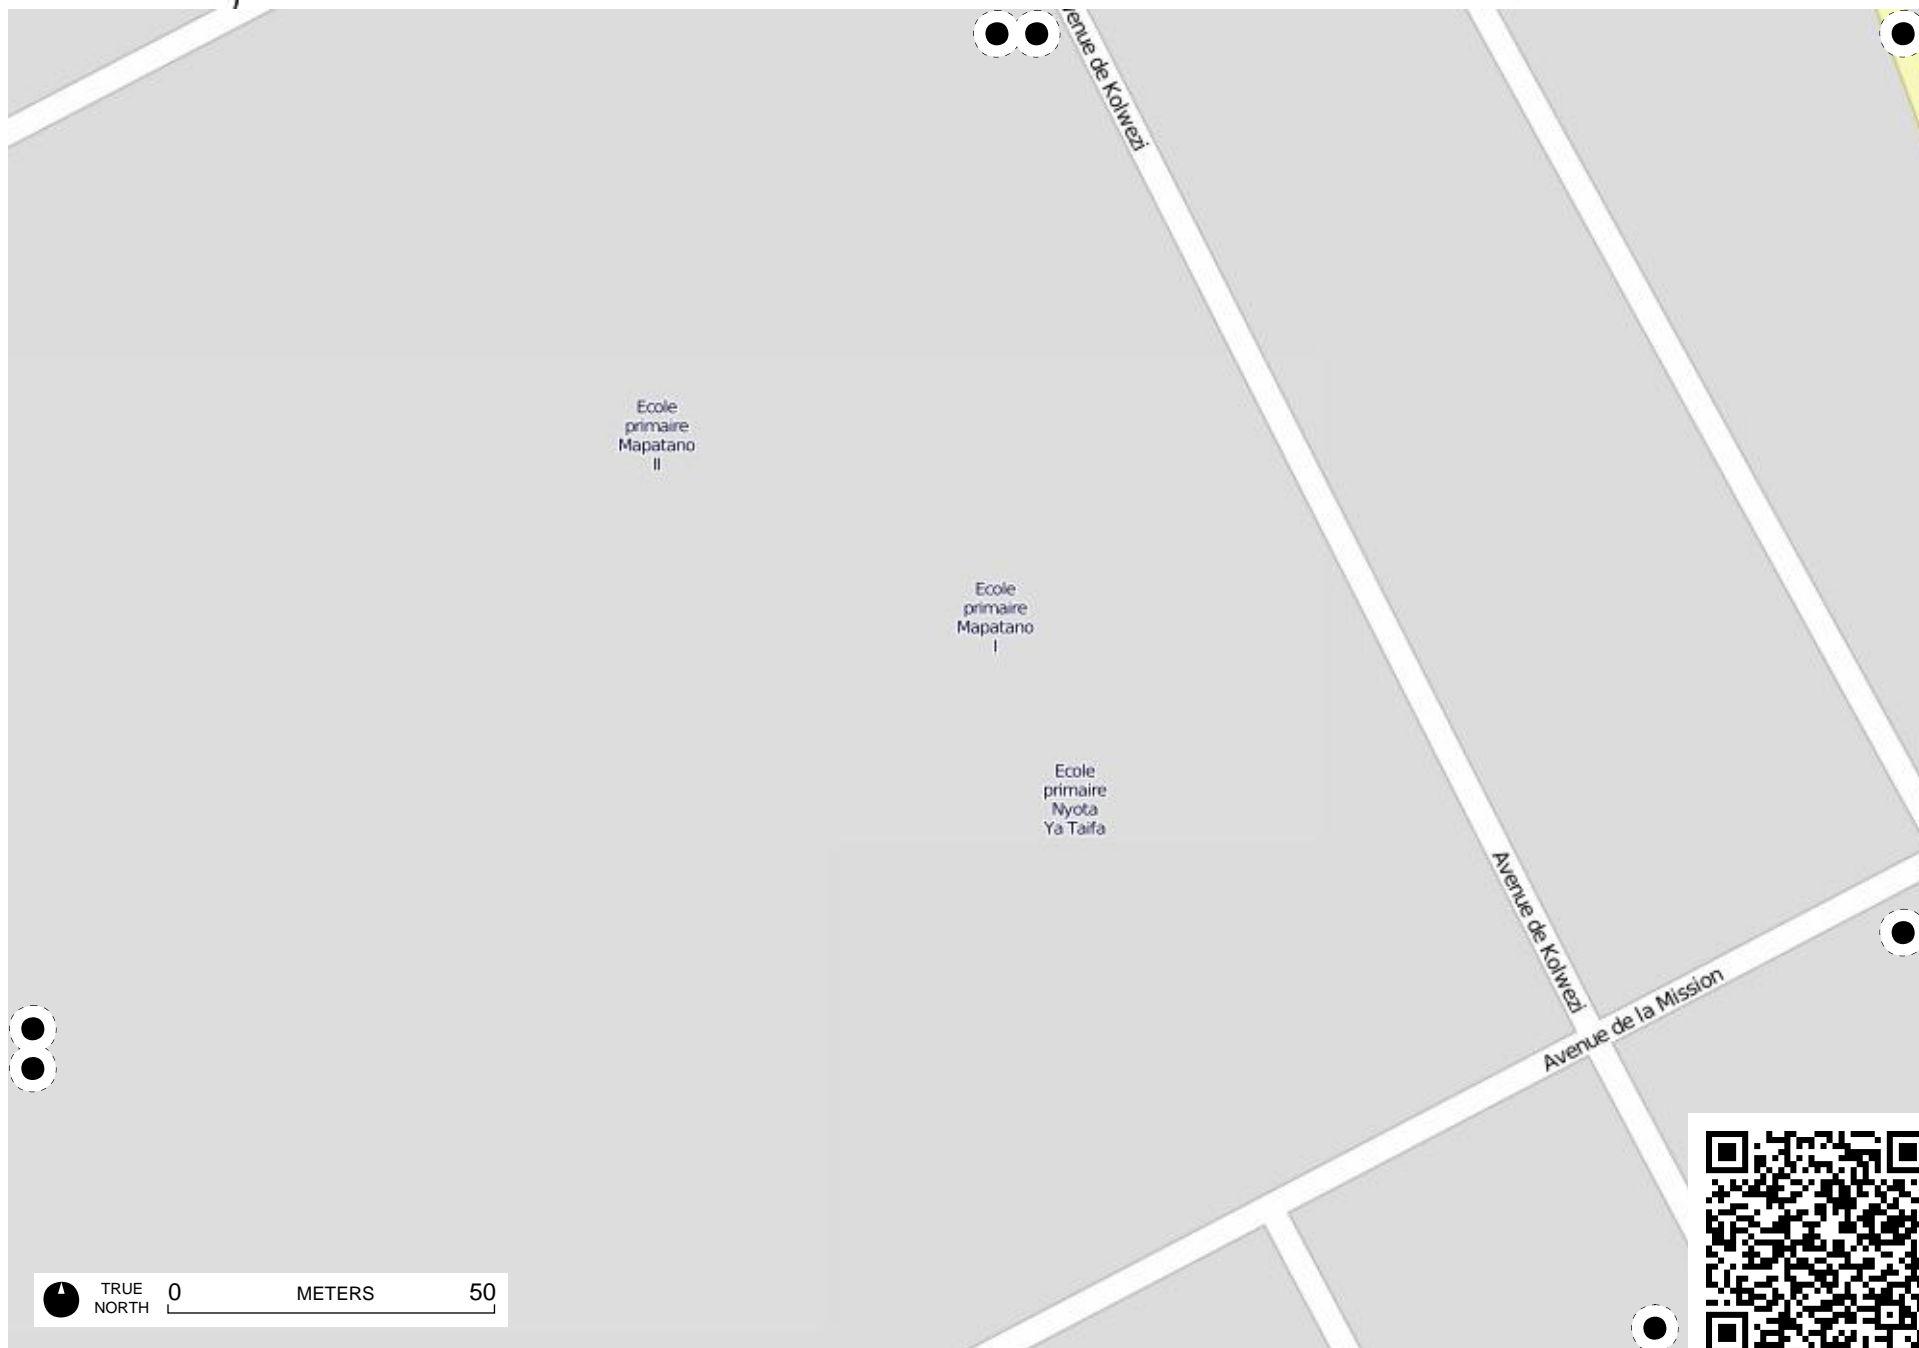 venue de Kolwezi
Ecole
primaire
Mapatano
II
Ecole
primaire
Mapatano
I
Ecole
primaire
Nyota
Ya Taifa
Avenue de Kolwezi
Avenue de la Mission
TRUE
NORTH
0 METERS 50